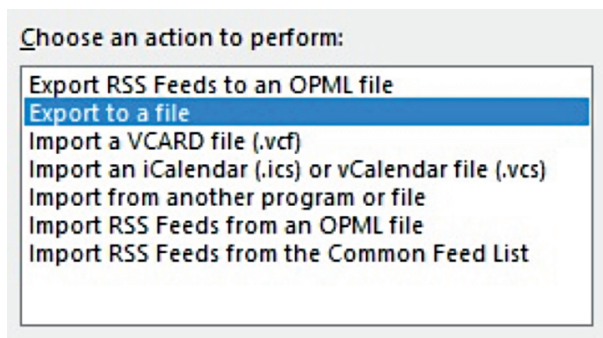 Choose an action to perform:
Export RSS Feeds to an OPML file
Export to a file
Import a VCARD file (.vcf)
Import an iCalendar (.ics) or vCalendar file (.vcs)
Import from another program or file
Import RSS Feeds from an OPML file
Import RSS Feeds from the Common Feed List